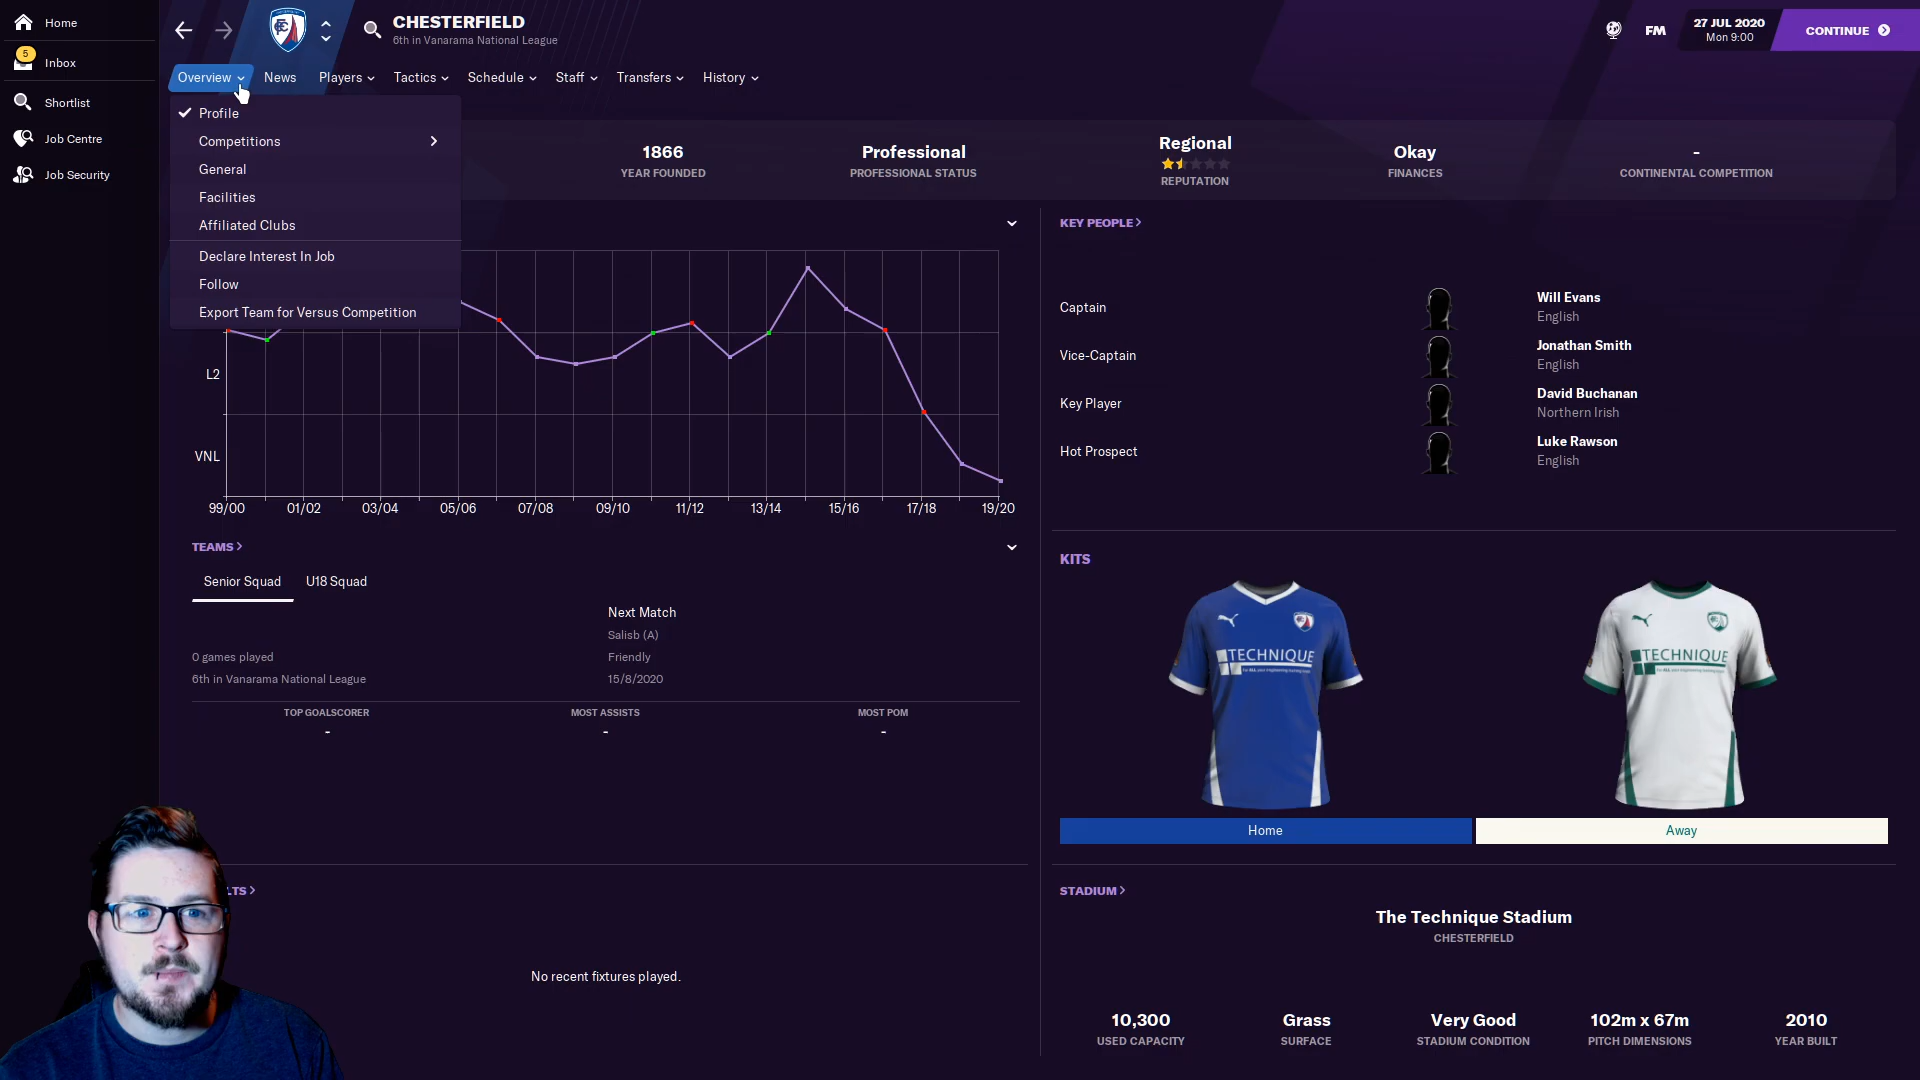 Home
5
Inbox
Shortlist
Job Centre
Job Security
CHESTERFIELD
6th in Vanarama National League
FM
27 JUL 2020
Mon 9:00
CONTINUE
Overview
News
Players
Tactics
Schedule
Staff
Transfers
History
Profile
Competitions
General
Facilities
Affiliated Clubs
Declare Interest In Job
Follow
Export Team for Versus Competition
1866
YEAR FOUNDED
Professional
PROFESSIONAL STATUS
Regional
REPUTATION
Okay
FINANCES
-
CONTINENTAL COMPETITION
L2
VNL
99/00
01/02
03/04
05/06
07/08
09/10
11/12
13/14
15/16
17/18
19/20
KEY PEOPLE
Captain
Will Evans
English
Vice-Captain
Jonathan Smith
English
Key Player
David Buchanan
Northern Irish
Hot Prospect
Luke Rawson
English
TEAMS
Senior Squad
U18 Squad
Next Match
Salisb (A)
0 games played
Friendly
6th in Vanarama National League
15/8/2020
TOP GOALSCORER
-
MOST ASSISTS
-
MOST POM
-
KITS
TECHNIQUE
TECHNIQUE
Home
Away
LTS
No recent fixtures played.
STADIUM
The Technique Stadium
CHESTERFIELD
10,300
USED CAPACITY
Grass
SURFACE
Very Good
STADIUM CONDITION
102m x 67m
PITCH DIMENSIONS
2010
YEAR BUILT